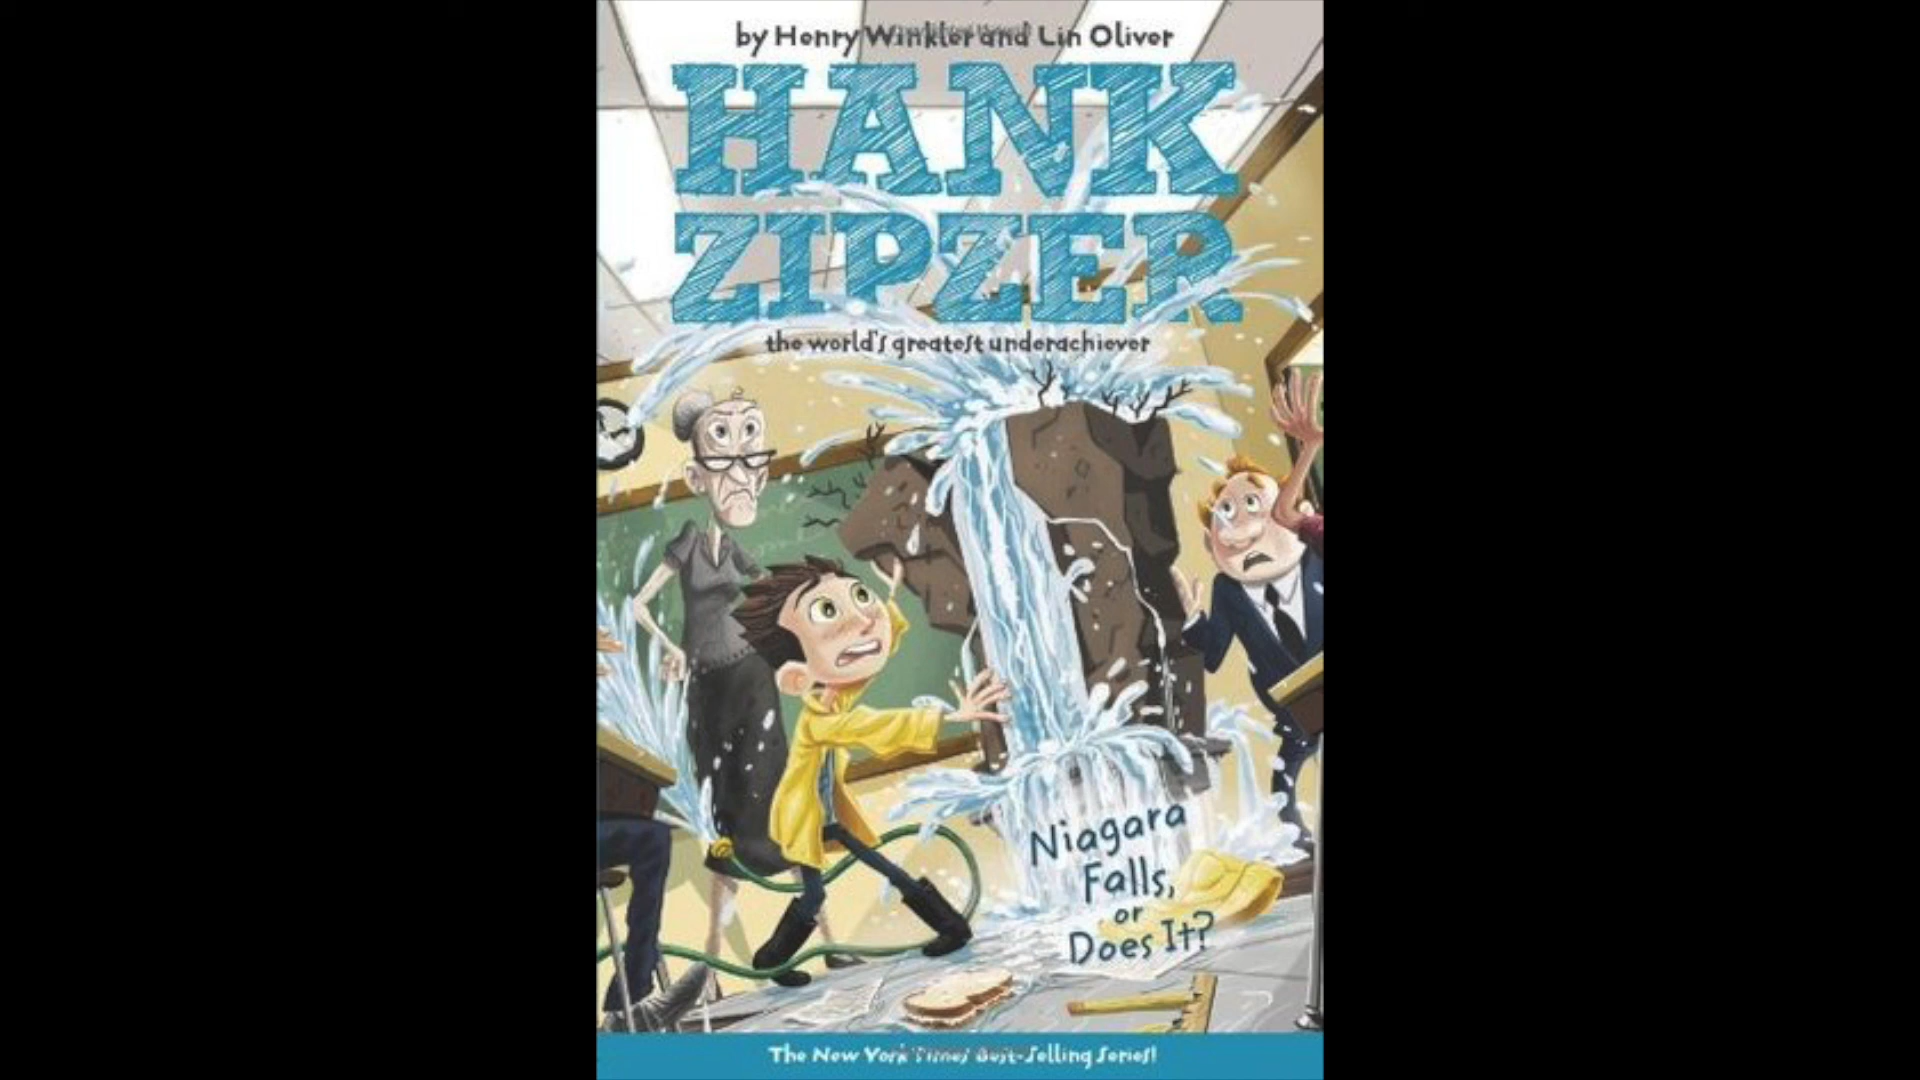 by Henry Winkler and Lin Oliver
HANK
ZIPZER
the world's greatest underachiever
Niagara
Falls,
or
Does It?
The New York Times Best-Selling Series!